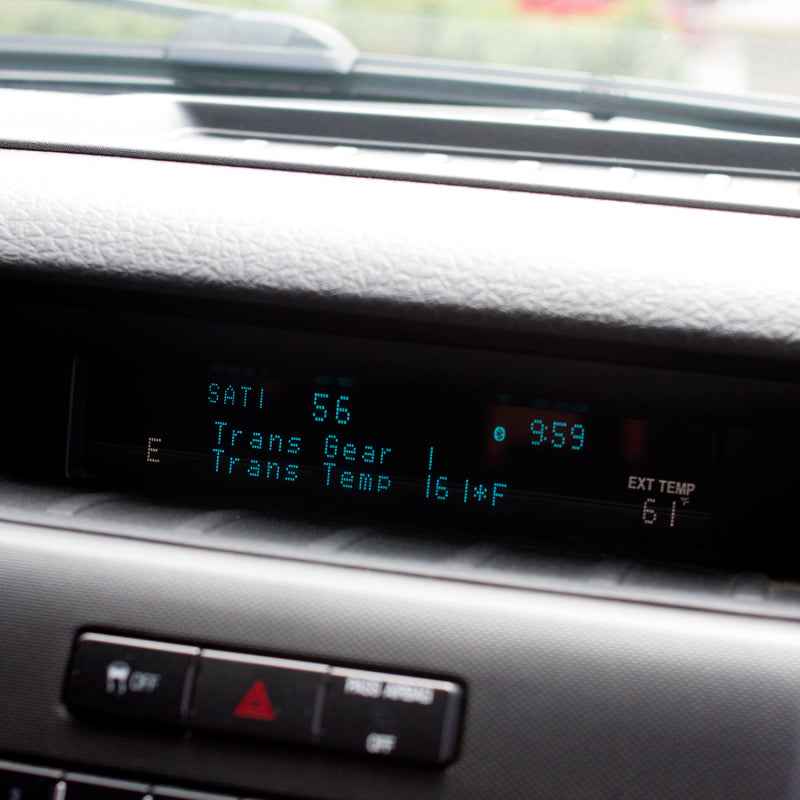 SAT1 56
9:59
Trans Gear 1
E
Trans Temp 161*F
EXT TEMP
61°F
OFF
PASS AIRBAG
OFF